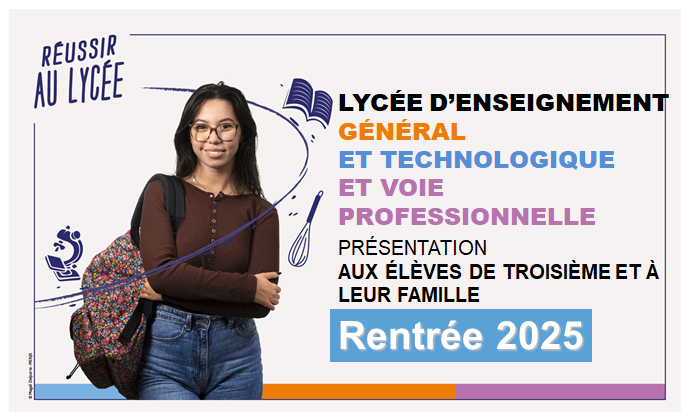 RÉUSSIR
AU LYCÉE
LYCÉE D’ENSEIGNEMENT
GÉNÉRAL
ET TECHNOLOGIQUE
ET VOIE
PROFESSIONNELLE
PRÉSENTATION
AUX ÉLÈVES DE TROISIÈME ET À
LEUR FAMILLE
Rentrée 2025